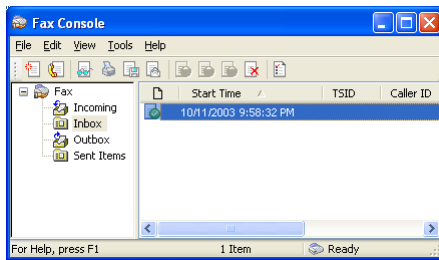 Fax Console
File Edit View Tools Help
Fax
Incoming
Inbox
Outbox
Sent Items
Start Time TSID Caller ID
10/11/2003 9:58:32 PM
For Help, press F1 1 Item Ready